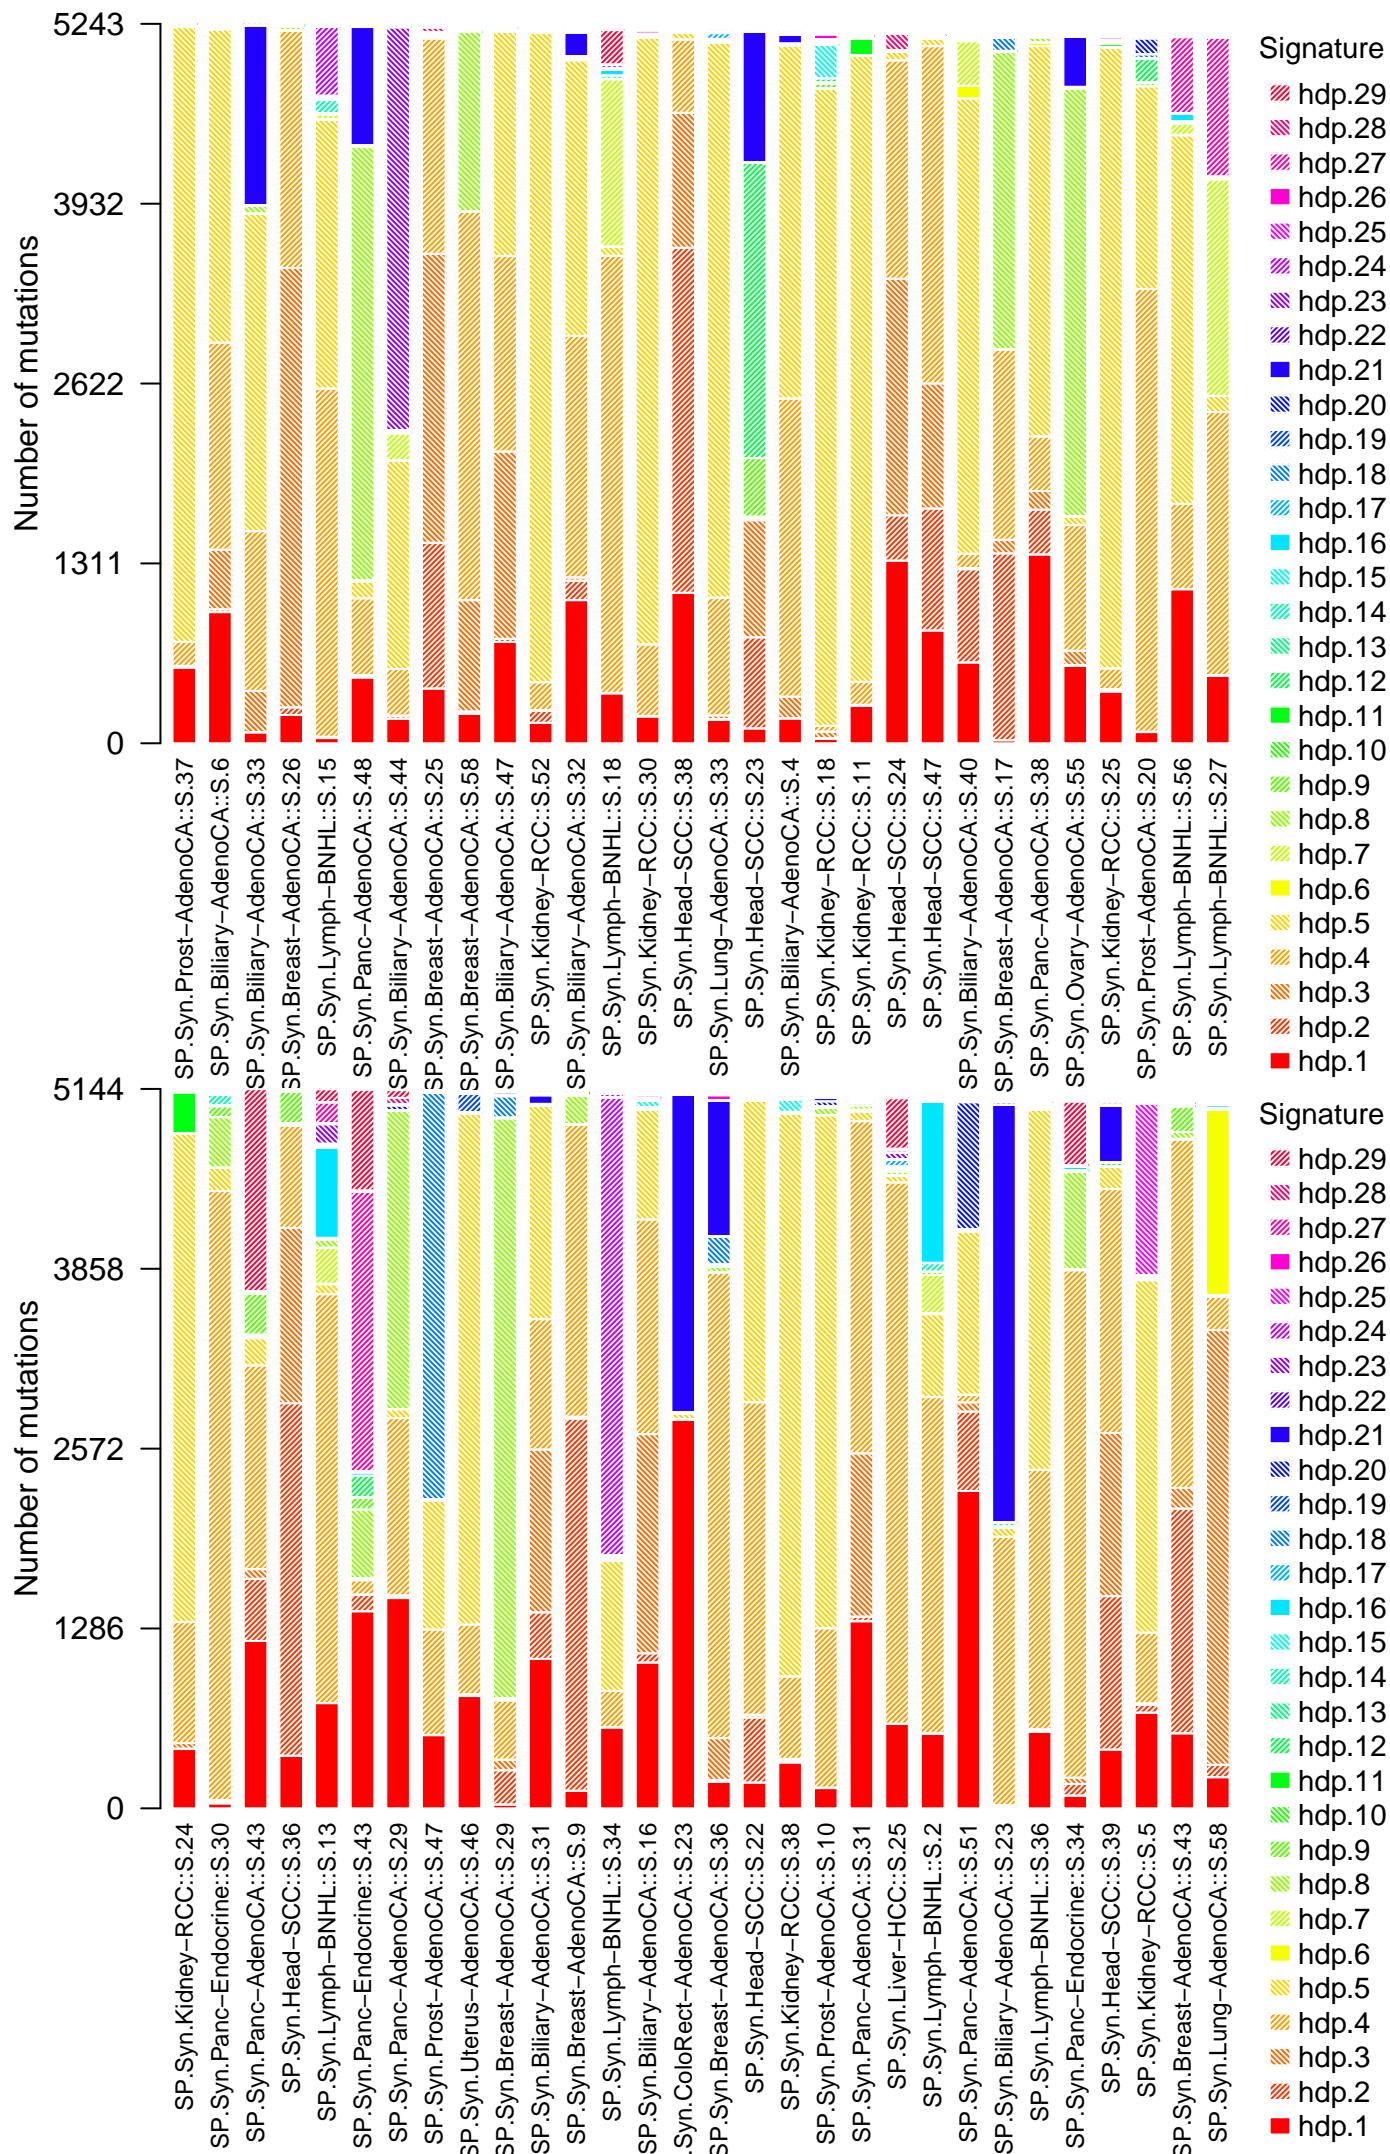 Number of mutations
5243
3932
2622
1311
0
SP.Syn.Prost−AdenoCA::S.37
SP.Syn.Biliary−AdenoCA::S.6
SP.Syn.Biliary−AdenoCA::S.33
SP.Syn.Breast−AdenoCA::S.26
SP.Syn.Lymph−BNHL::S.15
SP.Syn.Panc−AdenoCA::S.48
SP.Syn.Biliary−AdenoCA::S.44
SP.Syn.Breast−AdenoCA::S.25
SP.Syn.Breast−AdenoCA::S.58
SP.Syn.Biliary−AdenoCA::S.47
SP.Syn.Kidney−RCC::S.52
SP.Syn.Biliary−AdenoCA::S.32
SP.Syn.Lymph−BNHL::S.18
SP.Syn.Kidney−RCC::S.30
SP.Syn.Head−SCC::S.38
SP.Syn.Lung−AdenoCA::S.33
SP.Syn.Head−SCC::S.23
SP.Syn.Biliary−AdenoCA::S.4
SP.Syn.Kidney−RCC::S.18
SP.Syn.Kidney−RCC::S.11
SP.Syn.Head−SCC::S.24
SP.Syn.Head−SCC::S.47
SP.Syn.Biliary−AdenoCA::S.40
SP.Syn.Breast−AdenoCA::S.17
SP.Syn.Panc−AdenoCA::S.38
SP.Syn.Ovary−AdenoCA::S.55
SP.Syn.Kidney−RCC::S.25
SP.Syn.Prost−AdenoCA::S.20
SP.Syn.Lymph−BNHL::S.56
SP.Syn.Lymph−BNHL::S.27
Signature
hdp.29
hdp.28
hdp.27
hdp.26
hdp.25
hdp.24
hdp.23
hdp.22
hdp.21
hdp.20
hdp.19
hdp.18
hdp.17
hdp.16
hdp.15
hdp.14
hdp.13
hdp.12
hdp.11
hdp.10
hdp.9
hdp.8
hdp.7
hdp.6
hdp.5
hdp.4
hdp.3
hdp.2
hdp.1
Number of mutations
5144
3858
2572
1286
0
SP.Syn.Kidney−RCC::S.24
SP.Syn.Panc−Endocrine::S.30
SP.Syn.Panc−AdenoCA::S.43
SP.Syn.Head−SCC::S.36
SP.Syn.Lymph−BNHL::S.13
SP.Syn.Panc−Endocrine::S.43
SP.Syn.Panc−AdenoCA::S.29
SP.Syn.Prost−AdenoCA::S.47
SP.Syn.Uterus−AdenoCA::S.46
SP.Syn.Breast−AdenoCA::S.29
SP.Syn.Biliary−AdenoCA::S.31
SP.Syn.Breast−AdenoCA::S.9
SP.Syn.Lymph−BNHL::S.34
SP.Syn.Biliary−AdenoCA::S.16
.Syn.ColoRect−AdenoCA::S.23
SP.Syn.Breast−AdenoCA::S.36
SP.Syn.Head−SCC::S.22
SP.Syn.Kidney−RCC::S.38
SP.Syn.Prost−AdenoCA::S.10
SP.Syn.Panc−AdenoCA::S.31
SP.Syn.Liver−HCC::S.25
SP.Syn.Lymph−BNHL::S.2
SP.Syn.Panc−AdenoCA::S.51
SP.Syn.Biliary−AdenoCA::S.23
SP.Syn.Lymph−BNHL::S.36
SP.Syn.Panc−Endocrine::S.34
SP.Syn.Head−SCC::S.39
SP.Syn.Kidney−RCC::S.5
SP.Syn.Breast−AdenoCA::S.43
SP.Syn.Lung−AdenoCA::S.58
Signature
hdp.29
hdp.28
hdp.27
hdp.26
hdp.25
hdp.24
hdp.23
hdp.22
hdp.21
hdp.20
hdp.19
hdp.18
hdp.17
hdp.16
hdp.15
hdp.14
hdp.13
hdp.12
hdp.11
hdp.10
hdp.9
hdp.8
hdp.7
hdp.6
hdp.5
hdp.4
hdp.3
hdp.2
hdp.1